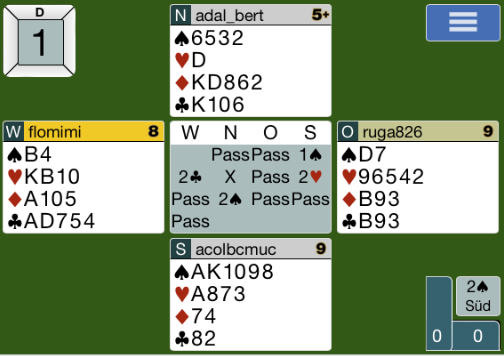 D
1
N adal_bert 5+
♠6532
♥D
♦KD862
♣K106
W flomimi 8
♠B4
♥KB10
♦A105
♣AD754
W N O S
Pass Pass 1♠
2♣ X Pass 2♥
Pass 2♠ Pass Pass
Pass
O ruga826 9
♠D7
♥96542
♦B93
♣B93
S acolbcmuc 9
♠AK1098
♥A873
♦74
♣82
2♠
Süd
0 0